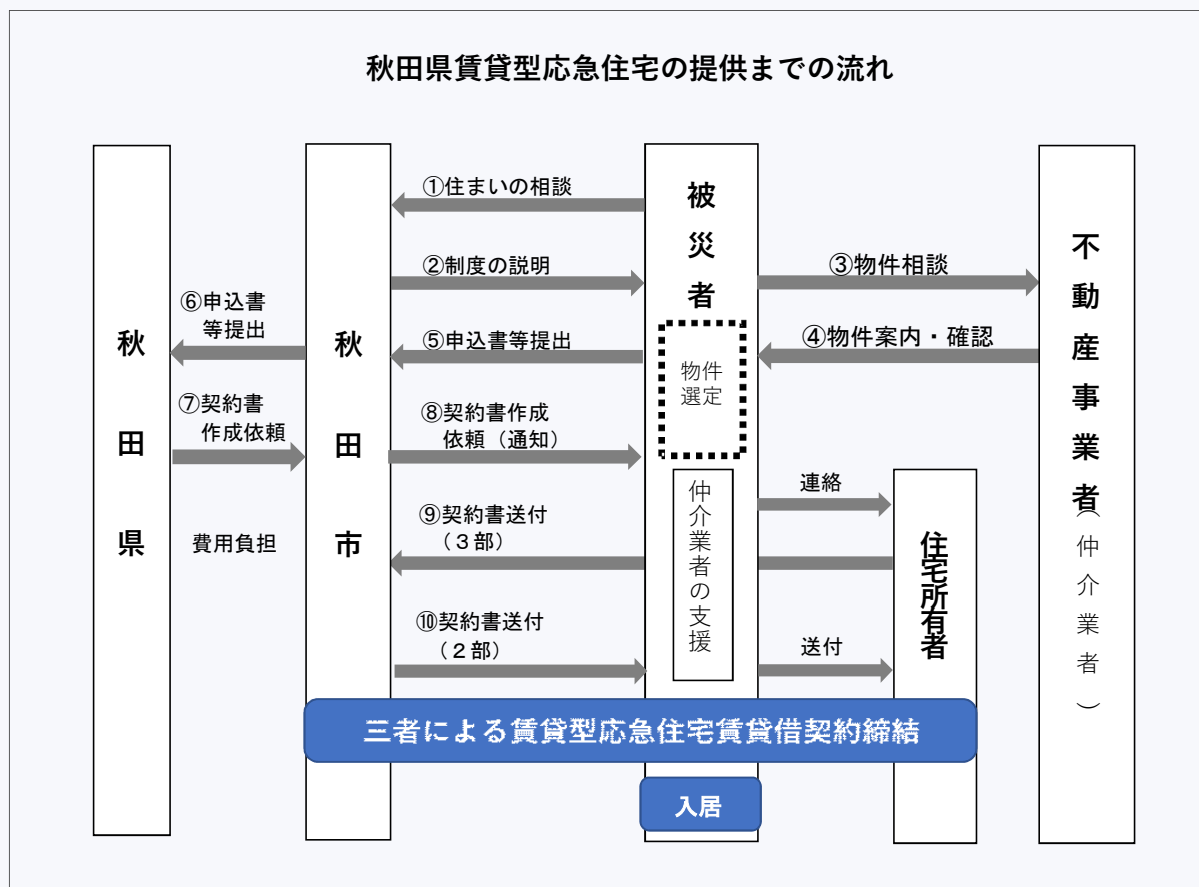 秋田県賃貸型応急住宅の提供までの流れ
秋田県
秋田市
被災者
不動産事業者（仲介業者）
住宅所有者
①住まいの相談
②制度の説明
③物件相談
④物件案内・確認
物件
選定
⑤申込書等提出
⑥申込書
等提出
⑦契約書
作成依頼
⑧契約書作成
依頼（通知）
費用負担
仲介業者の支援
連絡
⑨契約書送付
（３部）
⑩契約書送付
（２部）
送付
三者による賃貸型応急住宅賃貸借契約締結
入居